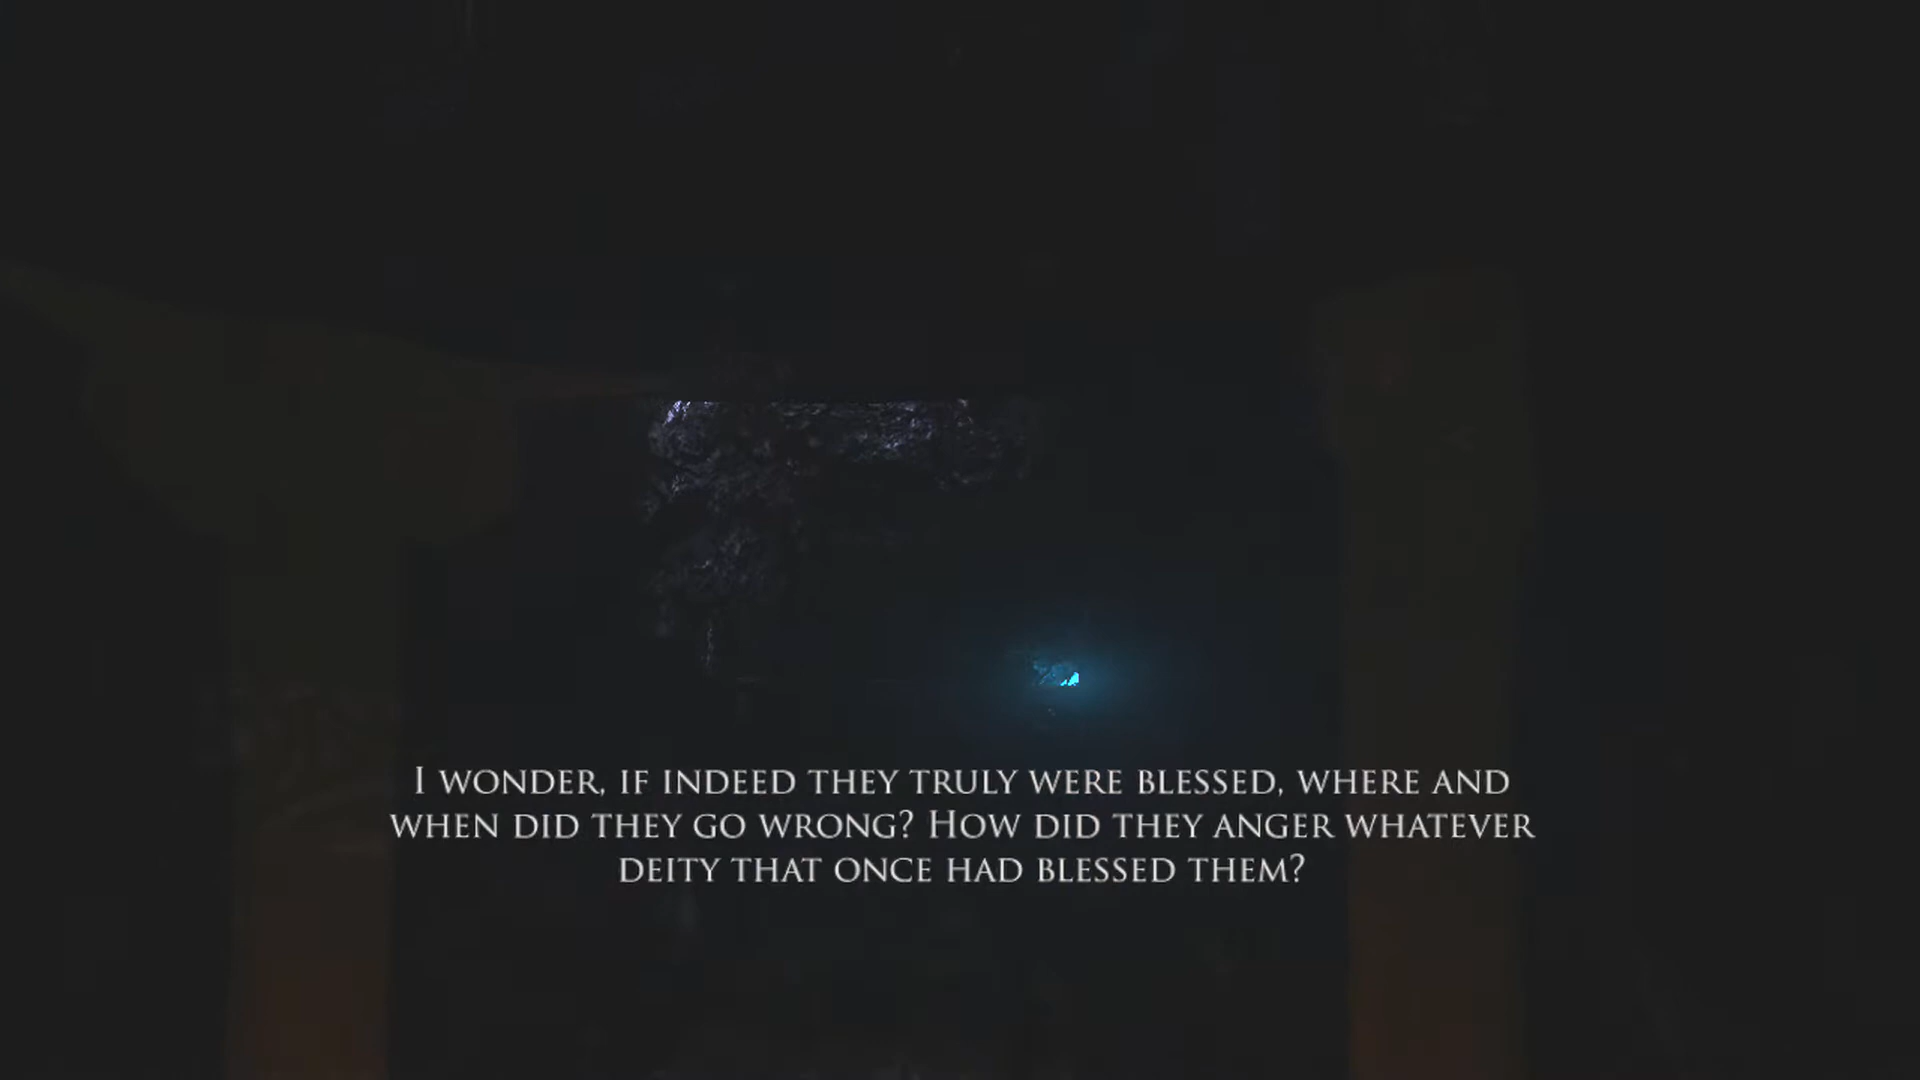 I wonder, if indeed they truly were blessed, where and
when did they go wrong? How did they anger whatever
deity that once had blessed them?